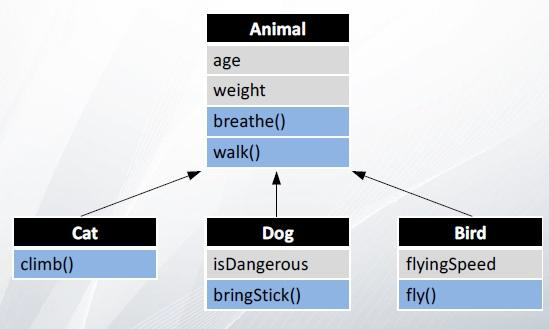 Animal
age
weight
breathe()
walk()
Cat
climb()
Dog
isDangerous
bringStick()
Bird
flyingSpeed
fly()